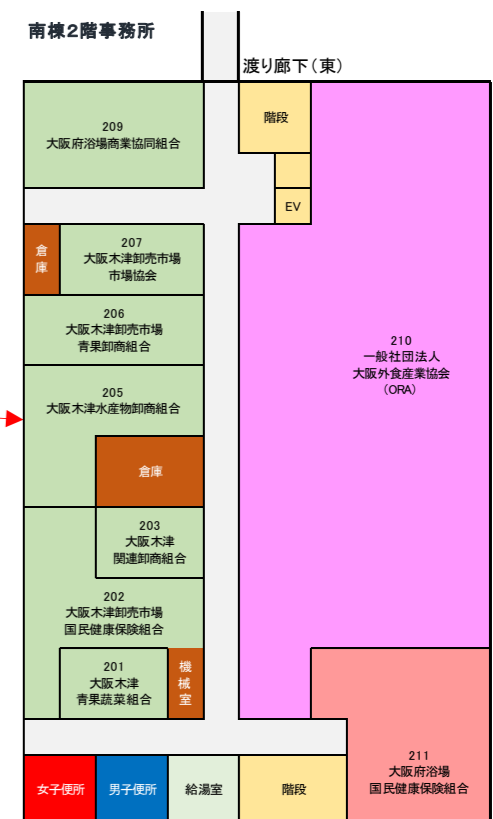 南棟2階事務所
渡り廊下（東）
209
大阪府浴場商業協同組合
階段
EV
倉
庫
207
大阪木津卸売市場
市場協会
206
大阪木津卸売市場
青果卸商組合
210
一般社団法人
大阪外食産業協会
（ORA）
205
大阪木津水産物卸商組合
倉庫
203
大阪木津
関連卸商組合
202
大阪木津卸売市場
国民健康保険組合
201
大阪木津
青果蔬菜組合
機
械
室
211
大阪府浴場
国民健康保険組合
女子便所
男子便所
給湯室
階段